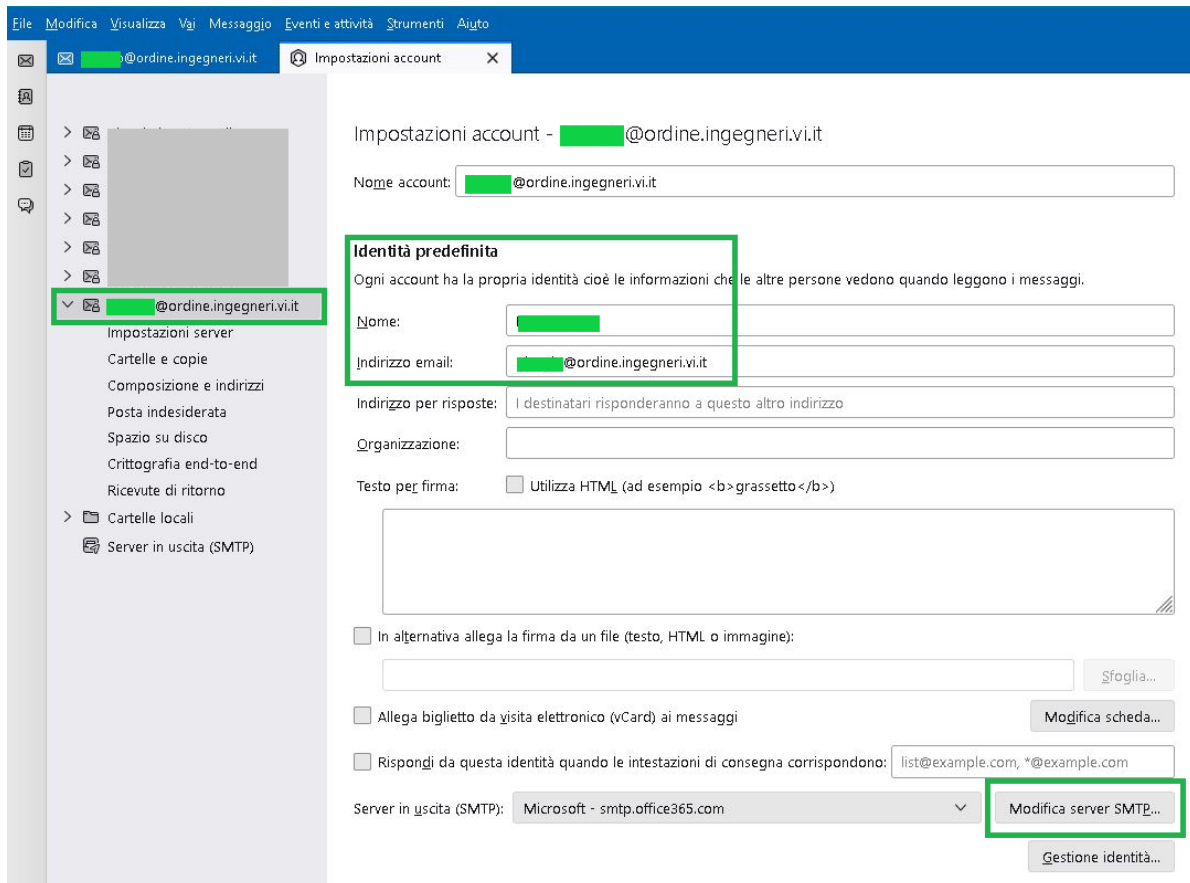 File Modifica Visualizza Vai Messaggio Eventi e attività Strumenti Aiuto
@ordine.ingegneri.vi.it Impostazioni account
Impostazioni account - @ordine.ingegneri.vi.it
Nome account: @ordine.ingegneri.vi.it
Identità predefinita
Ogni account ha la propria identità cioè le informazioni che le altre persone vedono quando leggono i messaggi.
@ordine.ingegneri.vi.it
Impostazioni server
Cartelle e copie
Composizione e indirizzi
Posta indesiderata
Spazio su disco
Crittografia end-to-end
Ricevute di ritorno
Cartelle locali
Server in uscita (SMTP)
Nome:
Indirizzo email: @ordine.ingegneri.vi.it
Indirizzo per risposte: I destinatari risponderanno a questo altro indirizzo
Organizzazione:
Testo per firma: Utilizza HTML (ad esempio <b>grassetto</b>)
In alternativa allega la firma da un file (testo, HTML o immagine):
Sfoglia...
Allega biglietto da visita elettronico (vCard) ai messaggi Modifica scheda...
Rispondi da questa identità quando le intestazioni di consegna corrispondono: list@example.com, *@example.com
Server in uscita (SMTP): Microsoft - smtp.office365.com Modifica server SMTP...
Gestione identità...